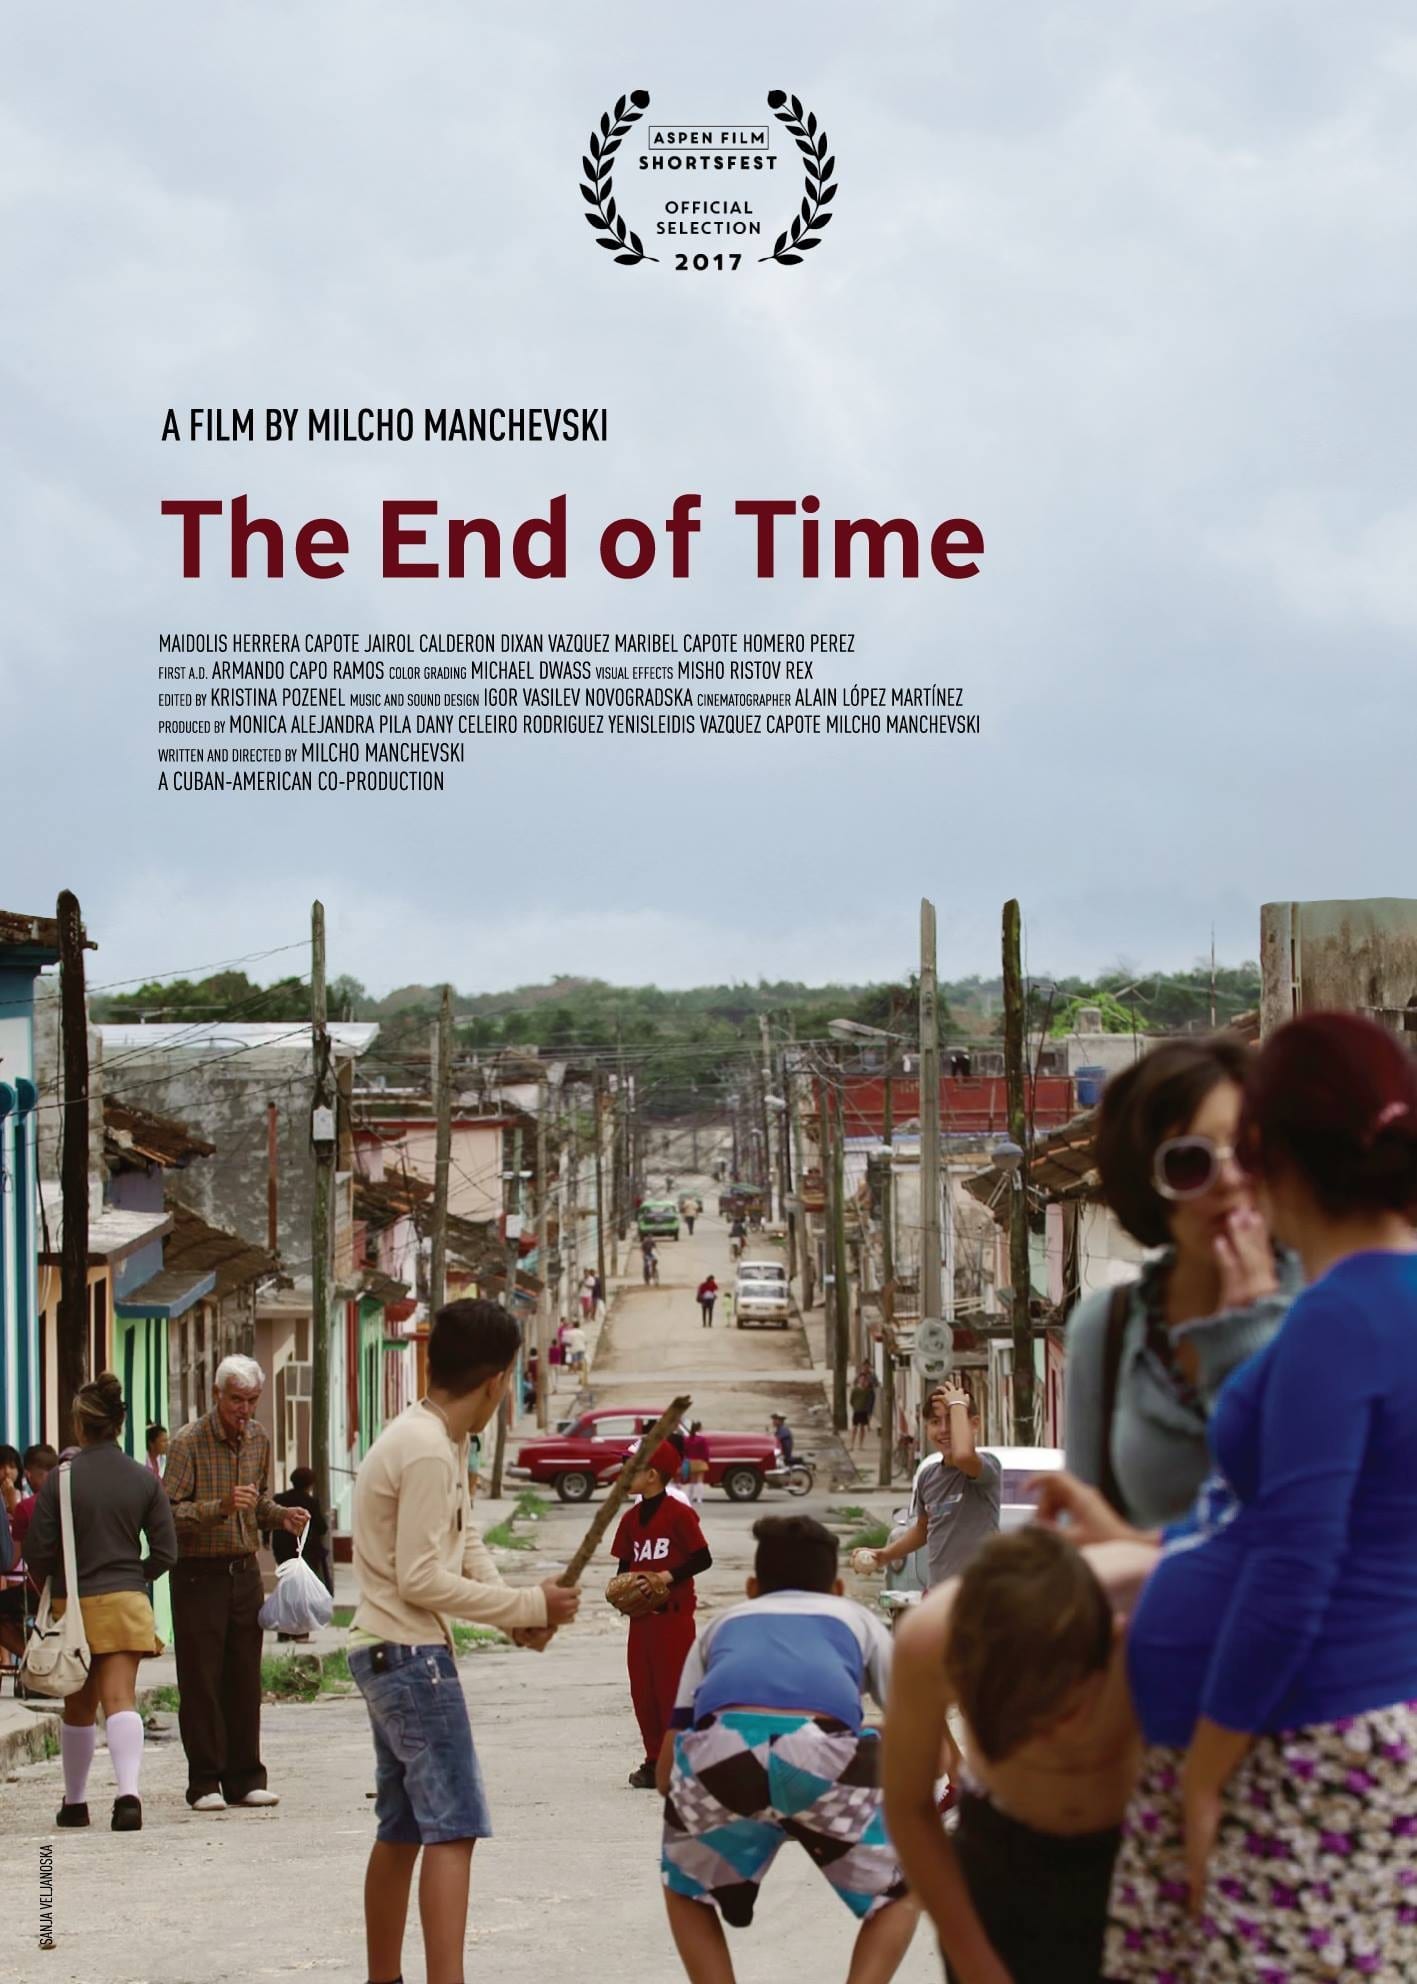 ASPEN FILM
SHORTSFEST
OFFICIAL
SELECTION
2017
A FILM BY MILCHO MANCHEVSKI
The End of Time
MAIDOLIS HERRERA CAPOTE JAIROL CALDERON DIXAN VAZQUEZ MARIBEL CAPOTE HOMERO PEREZ
FIRST A.D. ARMANDO CAPO RAMOS COLOR GRADING MICHAEL DWASS VISUAL EFFECTS MISHO RISTOV REX
EDITED BY KRISTINA POZENEL MUSIC AND SOUND DESIGN IGOR VASILEV NOVOGRADSKA CINEMATOGRAPHER ALAIN LÓPEZ MARTÍNEZ
PRODUCED BY MONICA ALEJANDRA PILA DANY CELEIRO RODRIGUEZ YENISLEIDIS VAZQUEZ CAPOTE MILCHO MANCHEVSKI
WRITTEN AND DIRECTED BY MILCHO MANCHEVSKI
A CUBAN-AMERICAN CO-PRODUCTION
SAB
SANJA VELJANOSKA